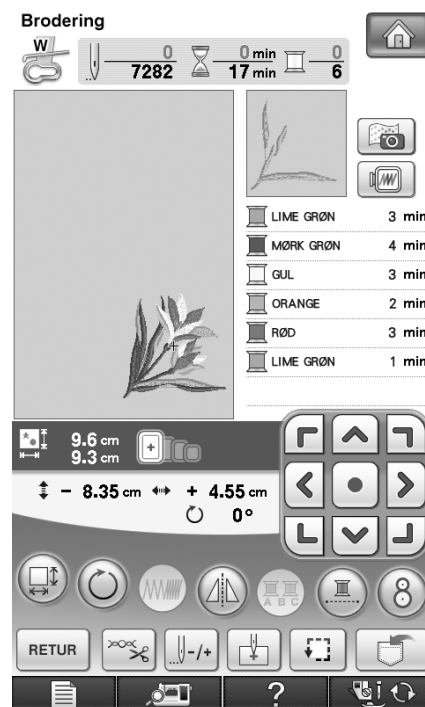 Brodering
W
0 0 min 0
7282 17 min 6
LIME GRØN 3 min
MØRK GRØN 4 min
GUL 3 min
ORANGE 2 min
RØD 3 min
LIME GRØN 1 min
9.6 cm
9.3 cm
- 8.35 cm + 4.55 cm
0°
A B C
8
RETUR -/+
?